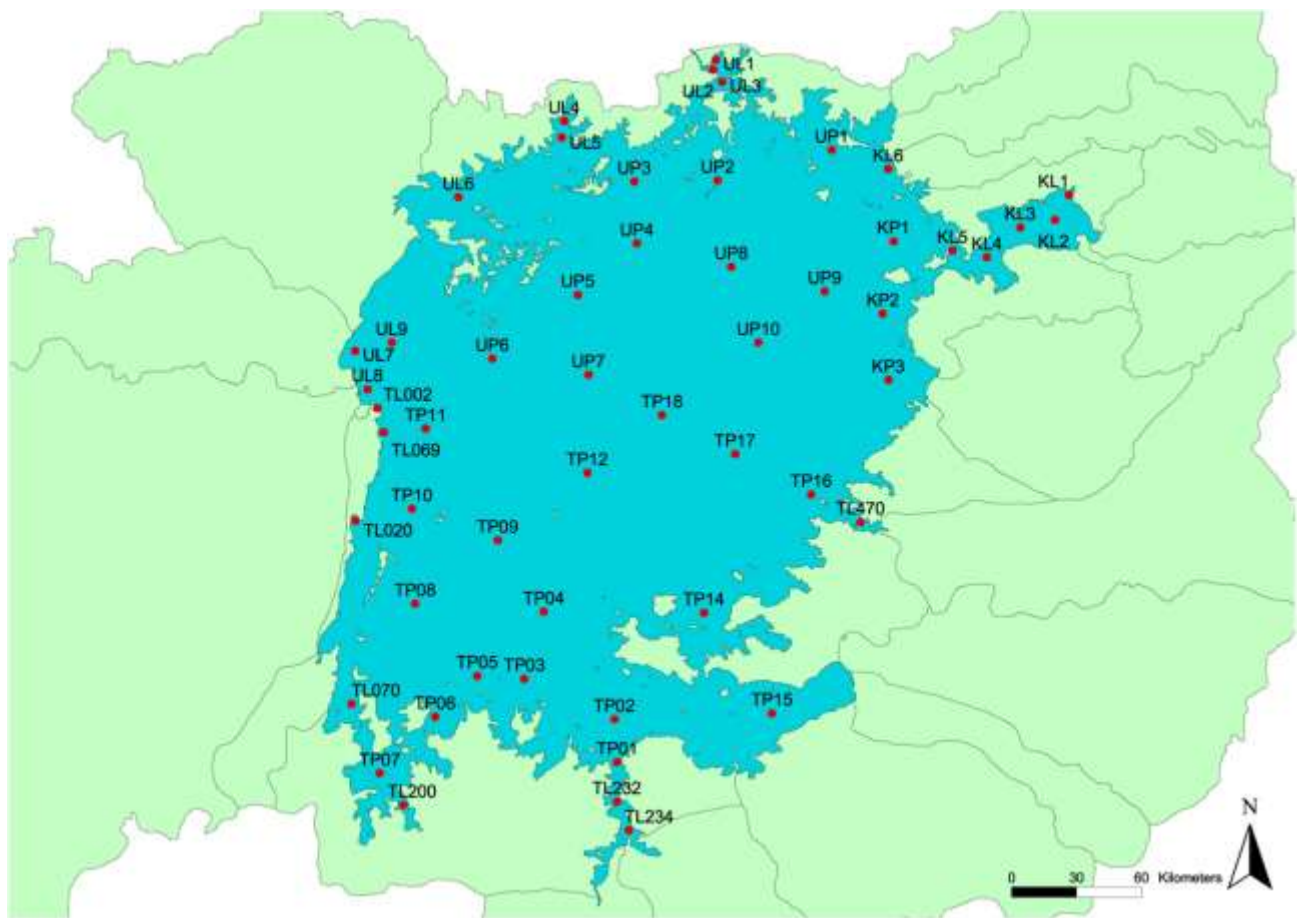 UL1
UL2
UL3
UL4
UL5
UP1
UP3
UP2
KL6
UL6
KL1
KL3
KL2
UP4
KP1
KL5
KL4
UP8
UP5
UP9
KP2
UL9
UP10
UL7
UP6
UP7
KP3
UL8
TL002
TP11
TP18
TL069
TP17
TP12
TP16
TP10
TL470
TL020
TP09
TP08
TP04
TP14
TP05
TP03
TL070
TP06
TP02
TP15
TP07
TP01
TL200
TL232
TL234
N
0 30 60 Kilometers